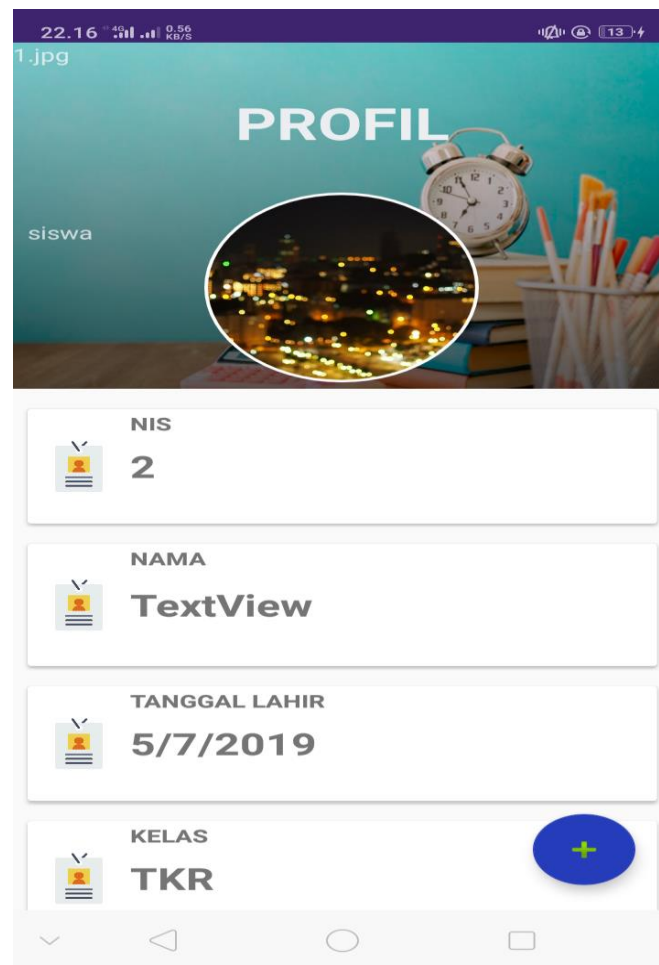 22.16 4G 0.56 KB/S 13
1.jpg
PROFIL
siswa
NIS
2
NAMA
TextView
TANGGAL LAHIR
5/7/2019
KELAS
TKR
+